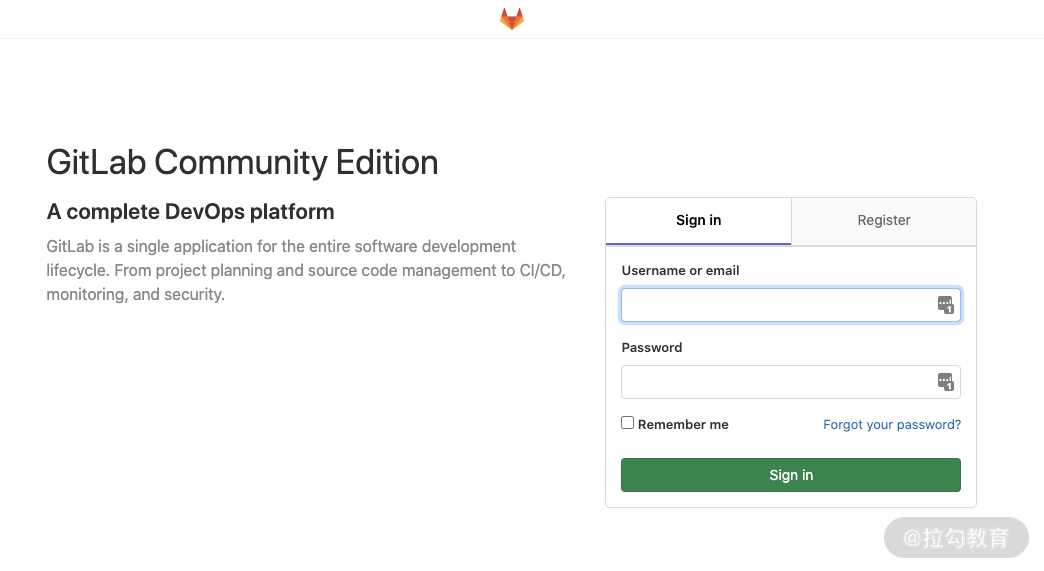 GitLab Community Edition
A complete DevOps platform
GitLab is a single application for the entire software development
lifecycle. From project planning and source code management to CI/CD,
monitoring, and security.
Sign in
Register
Username or email
1
Password
1
Remember me
Forgot your password?
Sign in
@拉勾教育